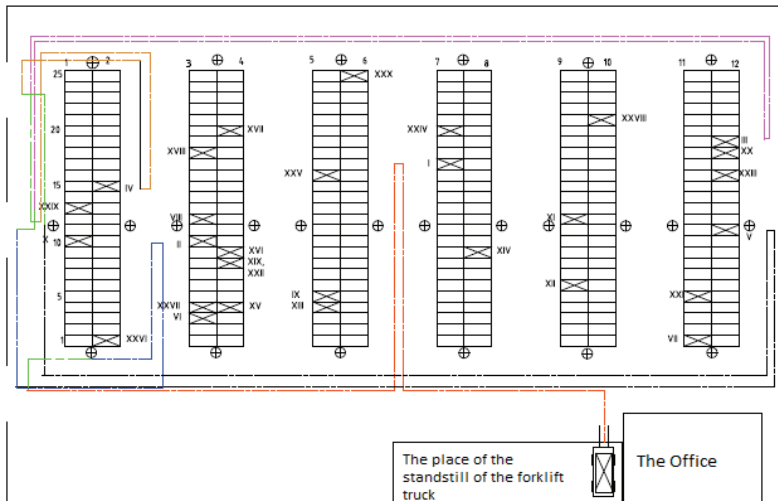 1 2 3 4 5 6 7 8 9 10 11 12
25
XXX
XXVIII
20
XVII
XXIV
III
XVIII
XX
I
XXV
XXIII
15
IV
XXIX
VIII
XI
V
X
10
II
XVI
XIV
XIX,
XXII
XII
5
IX
XXI
XXVII
XV
XIII
VI
1
XXVI
VII
The place of the
standstill of the forklift
truck
The Office